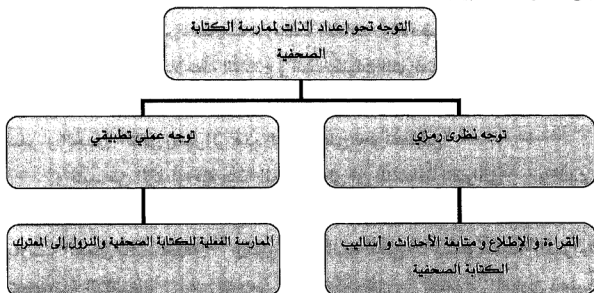 التوجه نحو إعداد الذات لممارسة الكتابة
الصحفية
توجه نظرى رمزي
توجه عملي تطبيقي
القراءة و الإطلاع و متابعة الأحداث و أساليب
الكتابة الصحفية
الممارسة الفعلية للكتابة الصحفية والنزول إلى المعترك